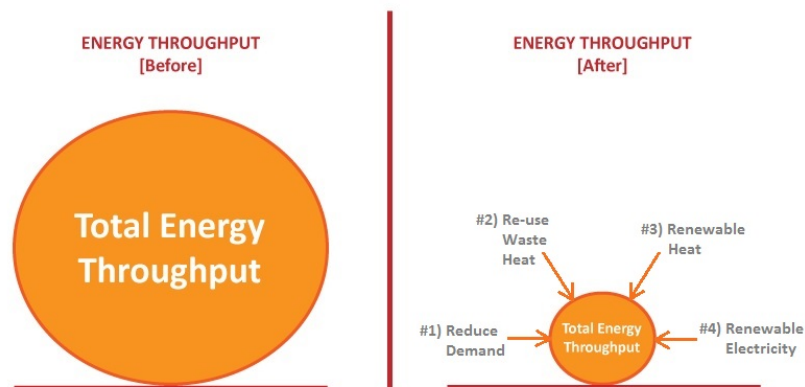 ENERGY THROUGHPUT
[Before]
Total Energy
Throughput
ENERGY THROUGHPUT
[After]
#1) Reduce
Demand
#2) Re-use
Waste
Heat
#3) Renewable
Heat
#4) Renewable
Electricity
Total Energy
Throughput